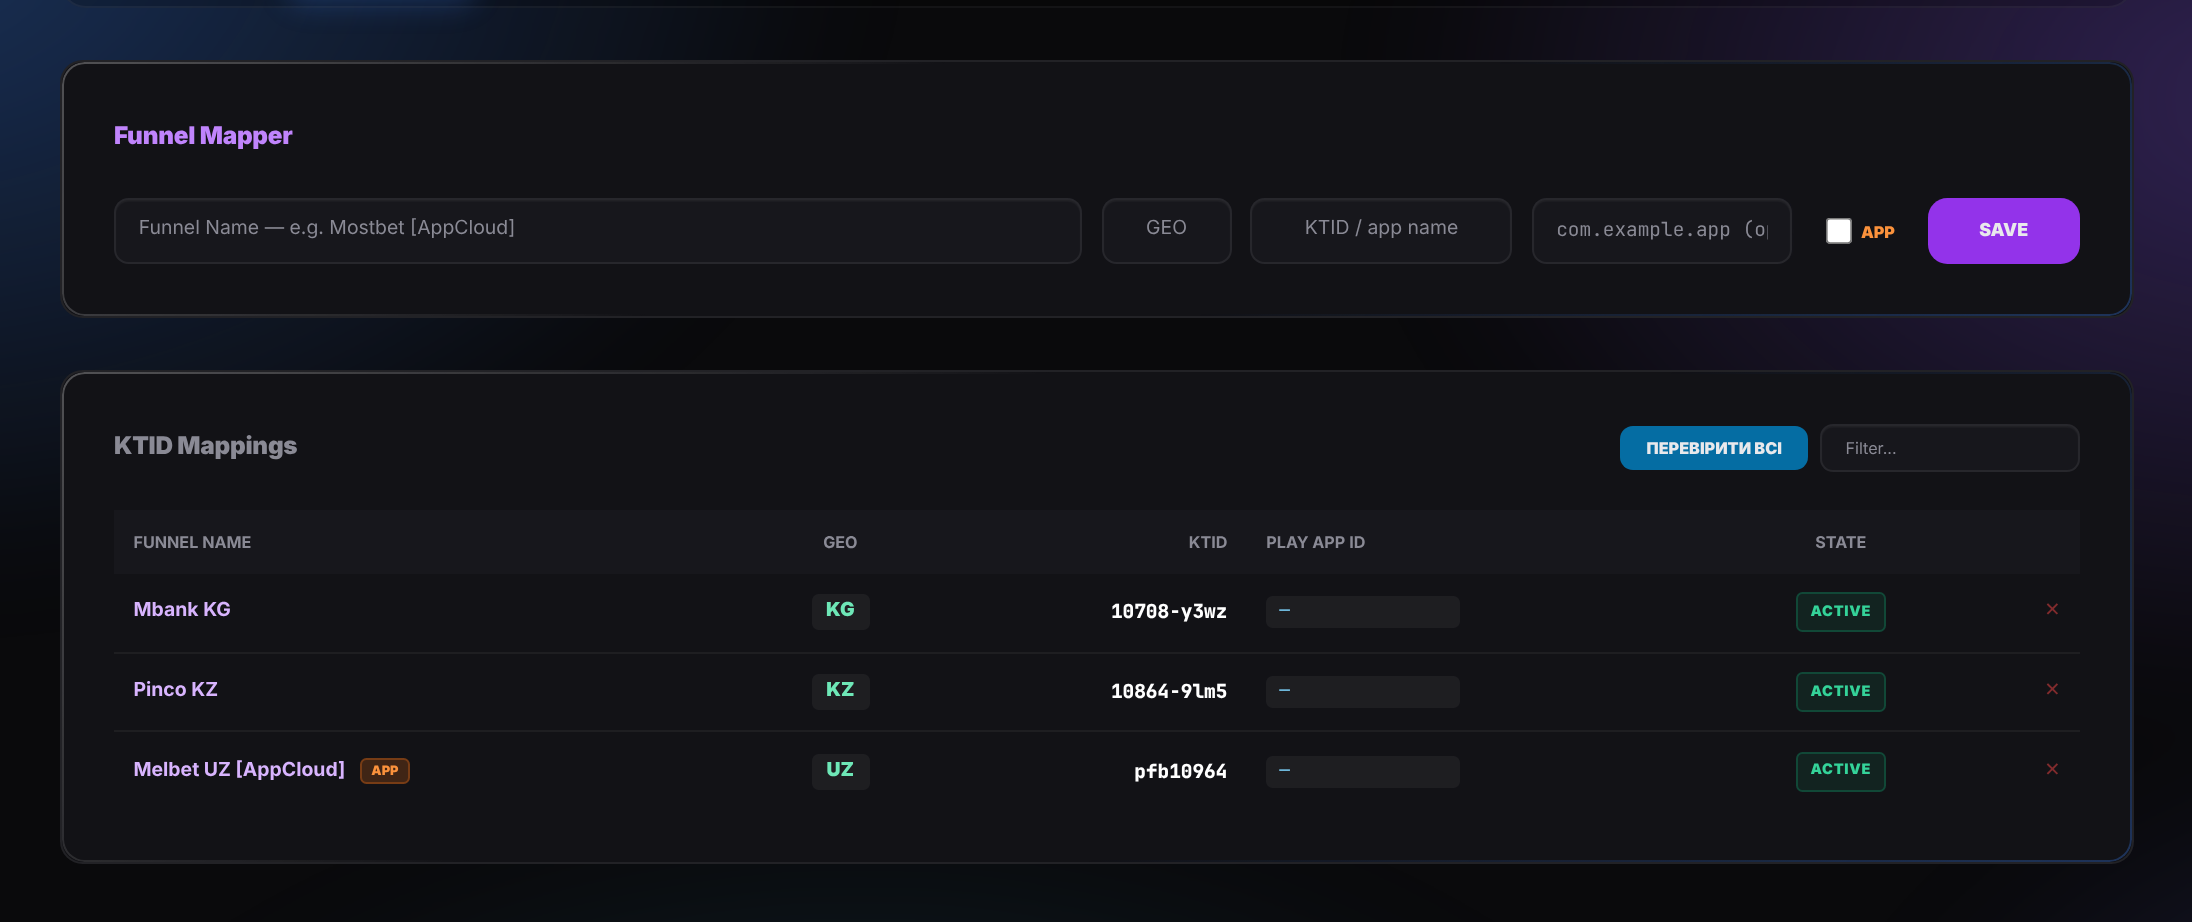 Funnel Mapper
Funnel Name — e.g. Mostbet [AppCloud] GEO KTID / app name com.example.app (o APP SAVE
KTID Mappings ПЕРЕВІРИТИ ВСІ Filter...
FUNNEL NAME GEO KTID PLAY APP ID STATE
Mbank KG KG 10708-y3wz — ACTIVE ✕
Pinco KZ KZ 10864-9lm5 — ACTIVE ✕
Melbet UZ [AppCloud] APP UZ pfb10964 — ACTIVE ✕